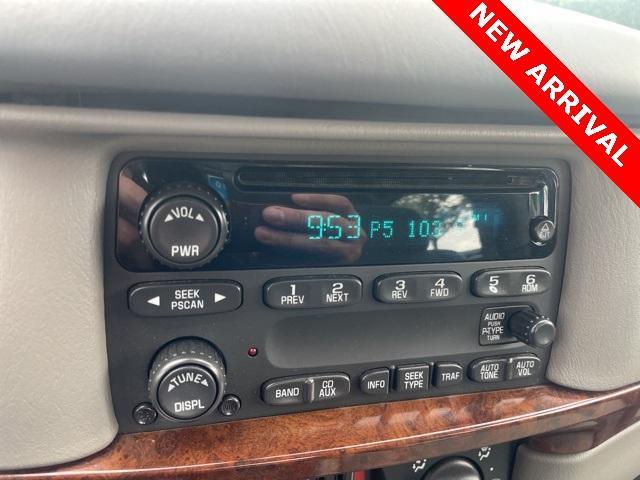 NEW ARRIVAL
9:53 P5 103
VOL
PWR
SEEK
PSCAN
1 PREV
2 NEXT
3 REV
4 FWD
5
6 RDM
AUDIO
PUSH
P-TYPE
TURN
TUNE
DISPL
BAND
CD AUX
INFO
SEEK TYPE
TRAF
AUTO TONE
AUTO VOL